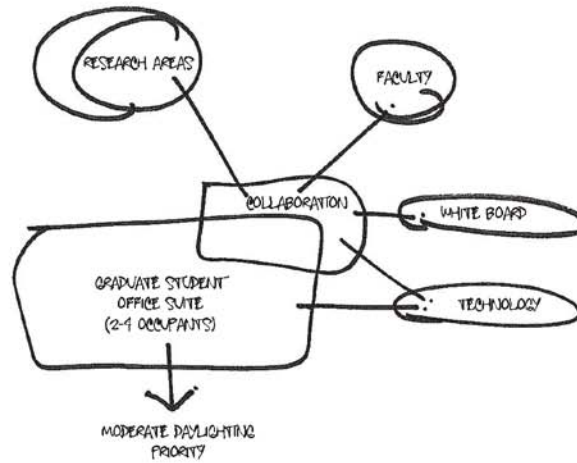 RESEARCH AREAS
FACULTY
COLLABORATION
WHITE BOARD
GRADUATE STUDENT
OFFICE SUITE
(2-4 OCCUPANTS)
TECHNOLOGY
MODERATE DAYLIGHTING
PRIORITY